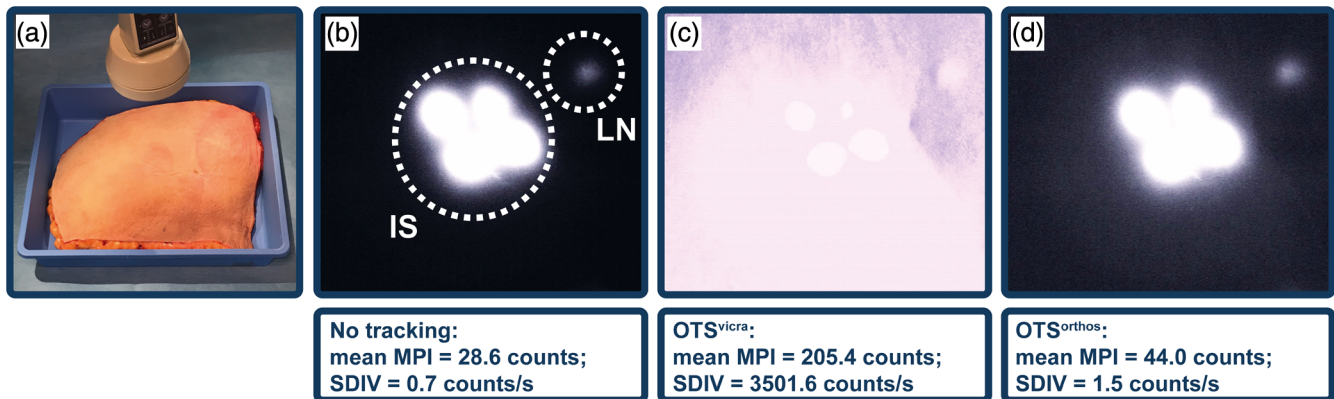 (a)
(b)
LN
IS
(c)
(d)
No tracking:
mean MPI = 28.6 counts;
SDIV = 0.7 counts/s
OTSvicra:
mean MPI = 205.4 counts;
SDIV = 3501.6 counts/s
OTSorthos:
mean MPI = 44.0 counts;
SDIV = 1.5 counts/s